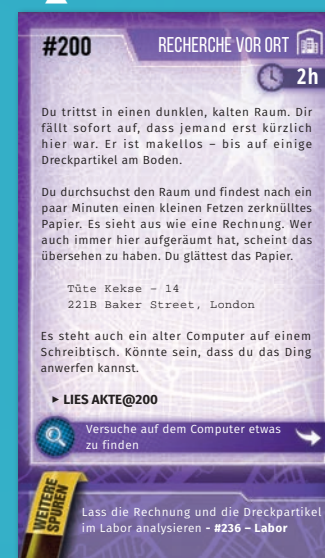 #200
RECHERCHE VOR ORT
2h
Du trittst in einen dunklen, kalten Raum. Dir
fällt sofort auf, dass jemand erst kürzlich
hier war. Er ist makellos – bis auf einige
Dreckpartikel am Boden.
Du durchsuchst den Raum und findest nach ein
paar Minuten einen kleinen Fetzen zerknülltes
Papier. Es sieht aus wie eine Rechnung. Wer
auch immer hier aufgeräumt hat, scheint das
übersehen zu haben. Du glättest das Papier.
Tüte Kekse – 14
221B Baker Street, London
Es steht auch ein alter Computer auf einem
Schreibtisch. Könnte sein, dass du das Ding
anwerfen kannst.
▸ LIES AKTE@200
Versuche auf dem Computer etwas
zu finden
WEITERE
SPUREN
Lass die Rechnung und die Dreckpartikel
im Labor analysieren - #236 – Labor